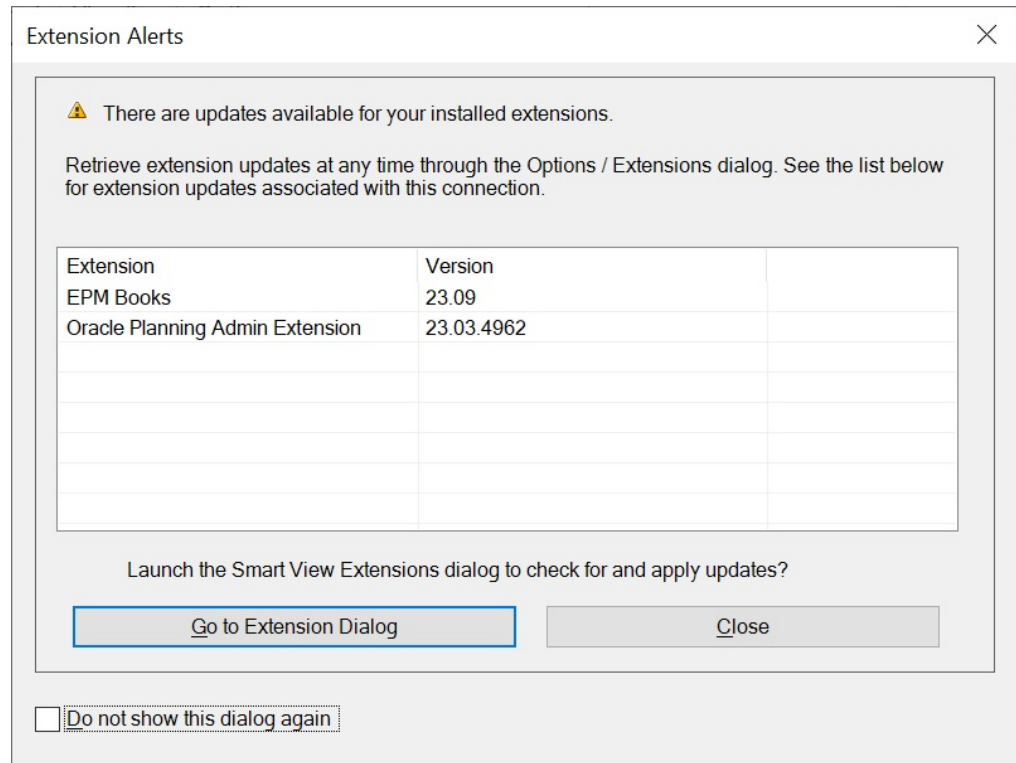 Extension Alerts
There are updates available for your installed extensions.
Retrieve extension updates at any time through the Options / Extensions dialog. See the list below
for extension updates associated with this connection.
Extension Version
EPM Books 23.09
Oracle Planning Admin Extension 23.03.4962
Launch the Smart View Extensions dialog to check for and apply updates?
Go to Extension Dialog Close
Do not show this dialog again